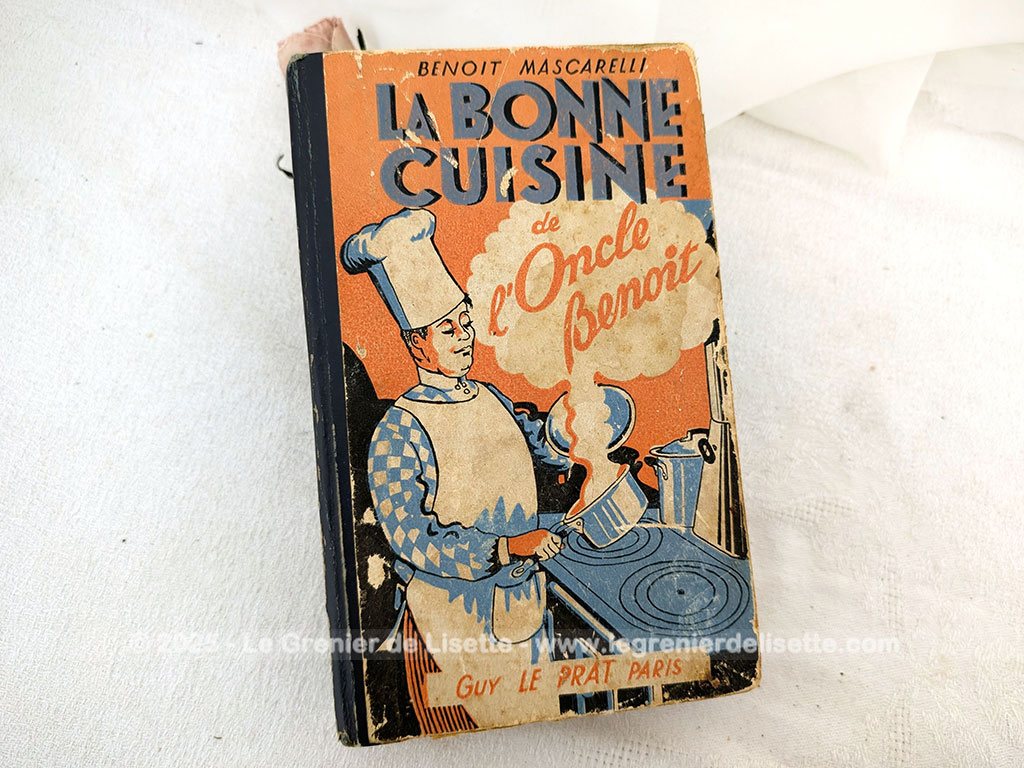 BENOIT MASCARELLI
LA BONNE
CUISINE
de
l'Oncle
Benoit
GUY LE PRAT PARIS
© 2024 - Le Grenier de Lisette - www.legrenierdelisette.com